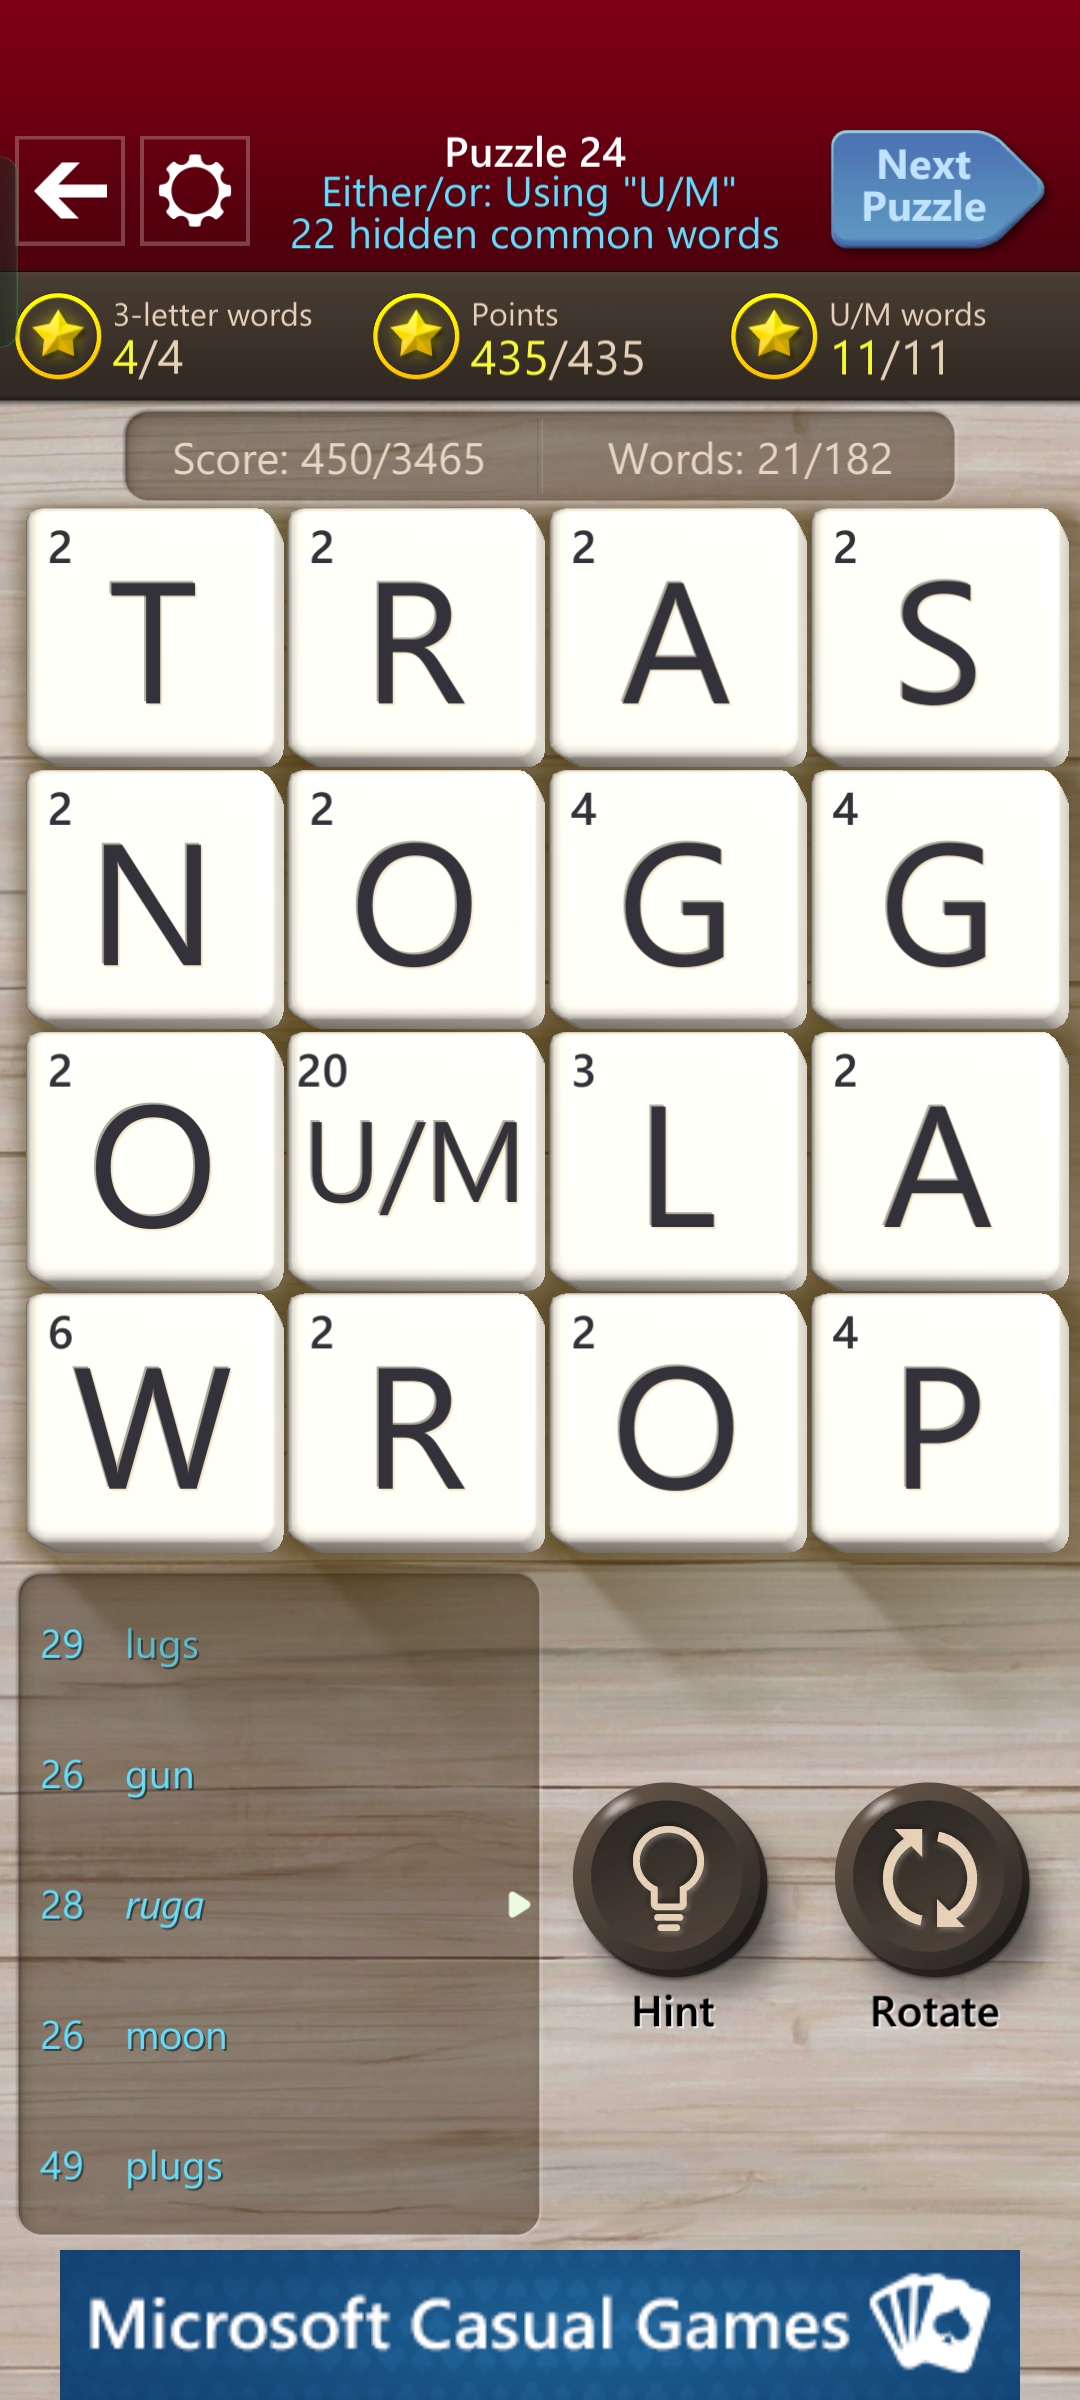 Puzzle 24
Either/or: Using "U/M"
22 hidden common words
Next
Puzzle
3-letter words
4/4
Points
435/435
U/M words
11/11
Score: 450/3465
Words: 21/182
2 T 2 R 2 A 2 S
2 N 2 O 4 G 4 G
2 O 20 U/M 3 L 2 A
6 W 2 R 2 O 4 P
29 lugs
26 gun
28 ruga
26 moon
49 plugs
Hint
Rotate
Microsoft Casual Games